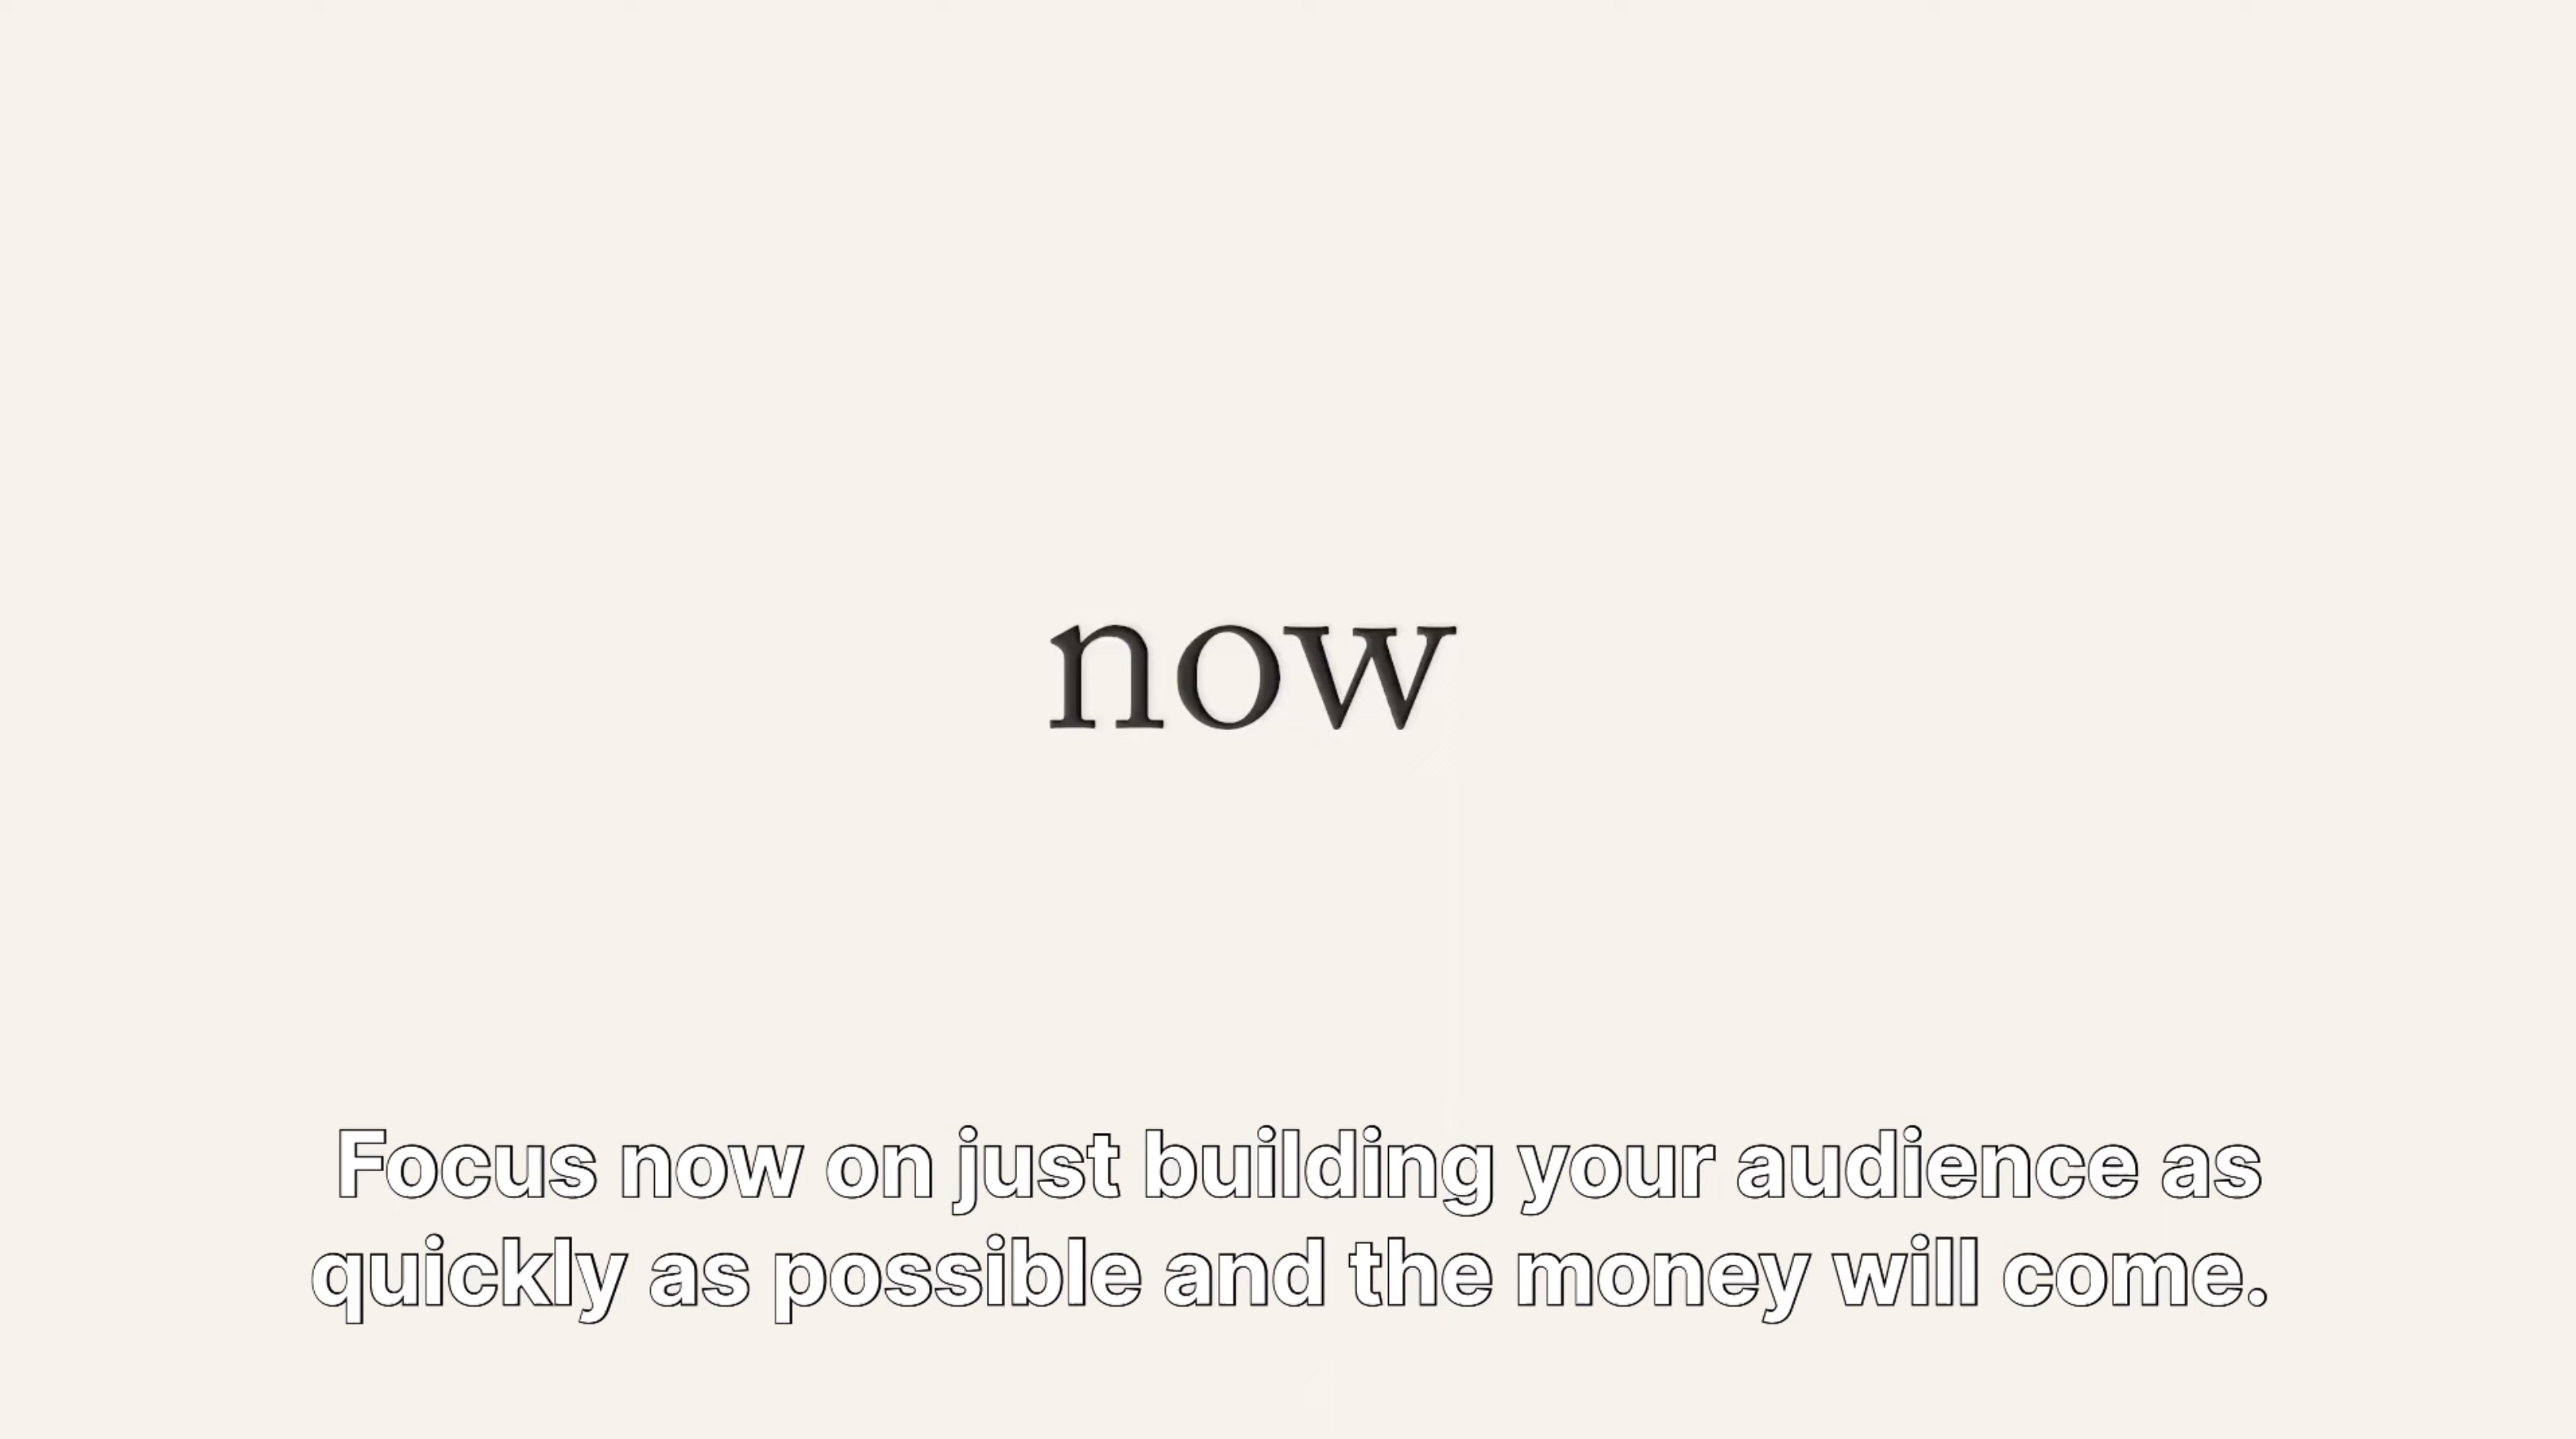 now
Focus now on just building your audience as
quickly as possible and the money will come.